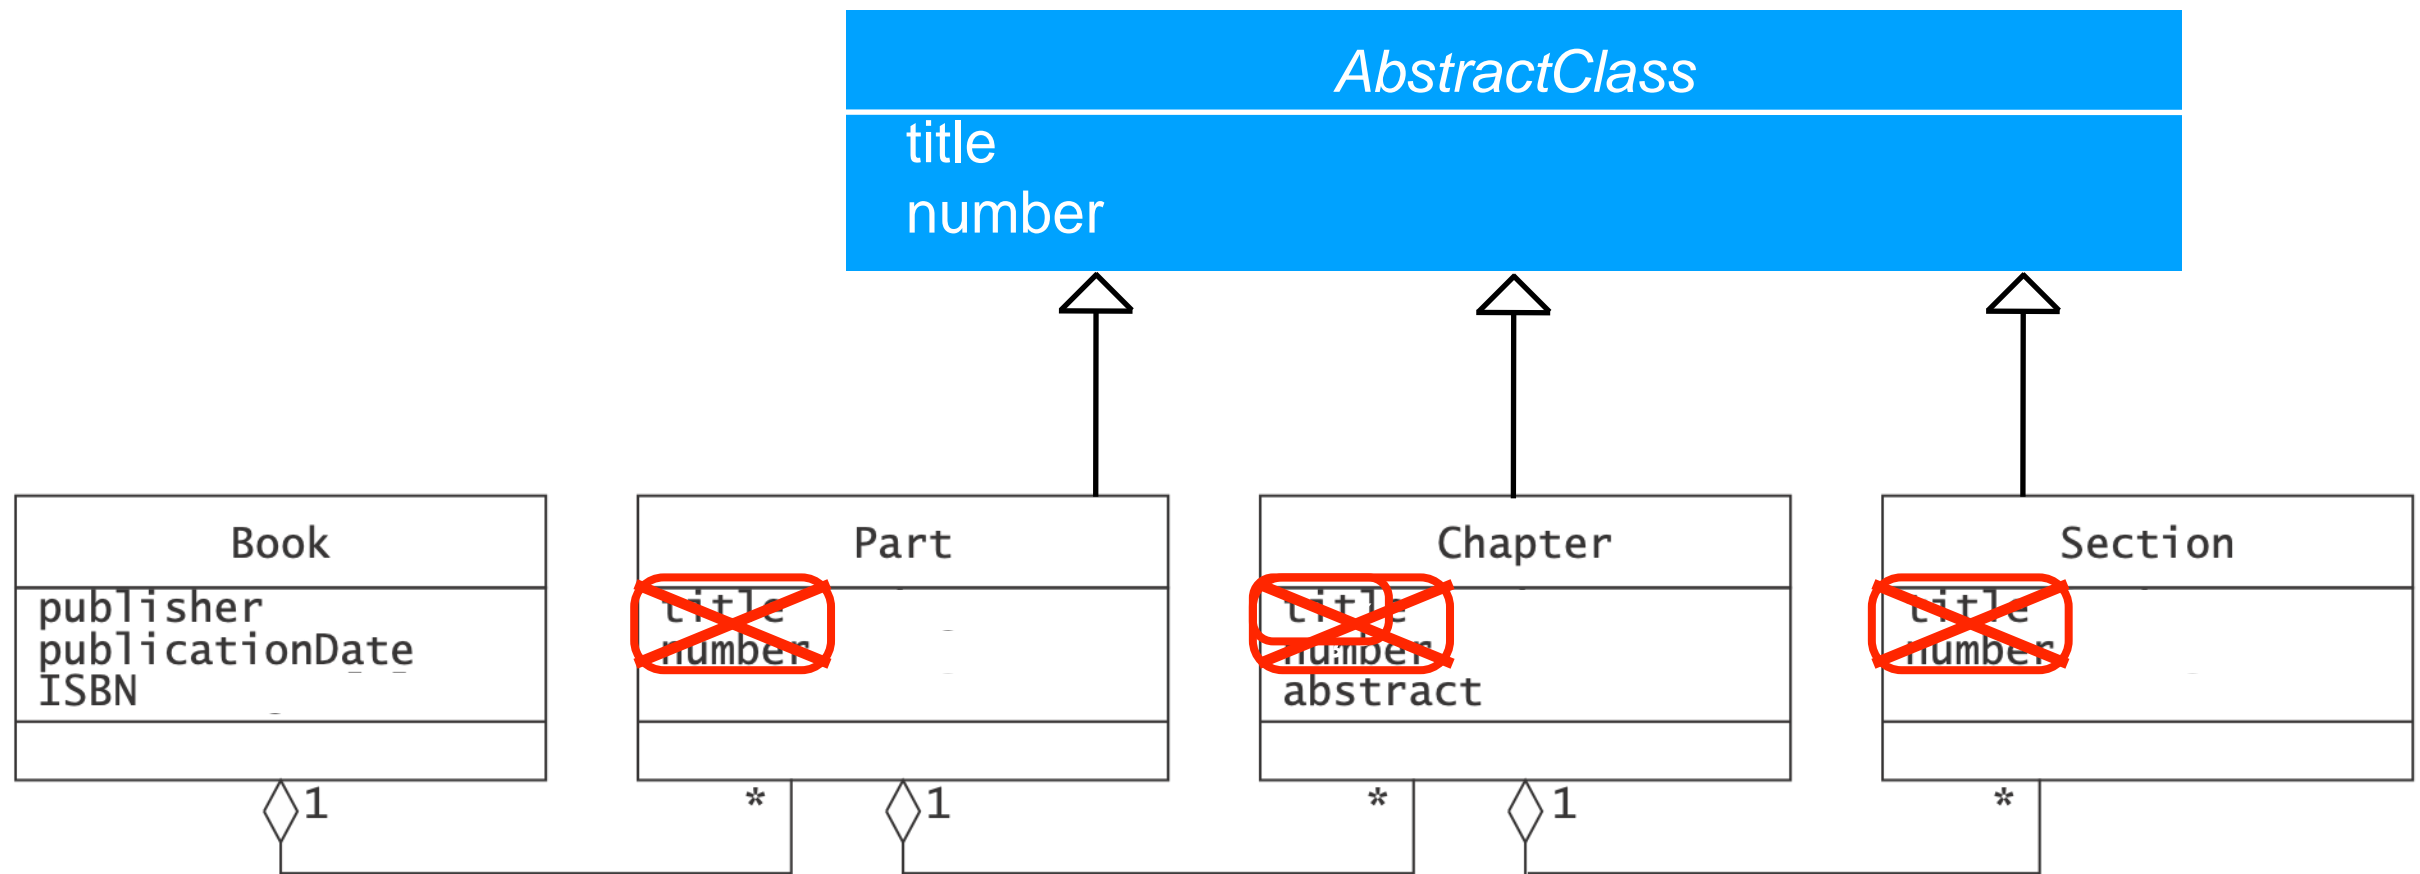 AbstractClass
title
number
Book
publisher
publicationDate
ISBN
1
Part
title
number
*
1
Chapter
title
number
abstract
*
1
Section
title
number
*